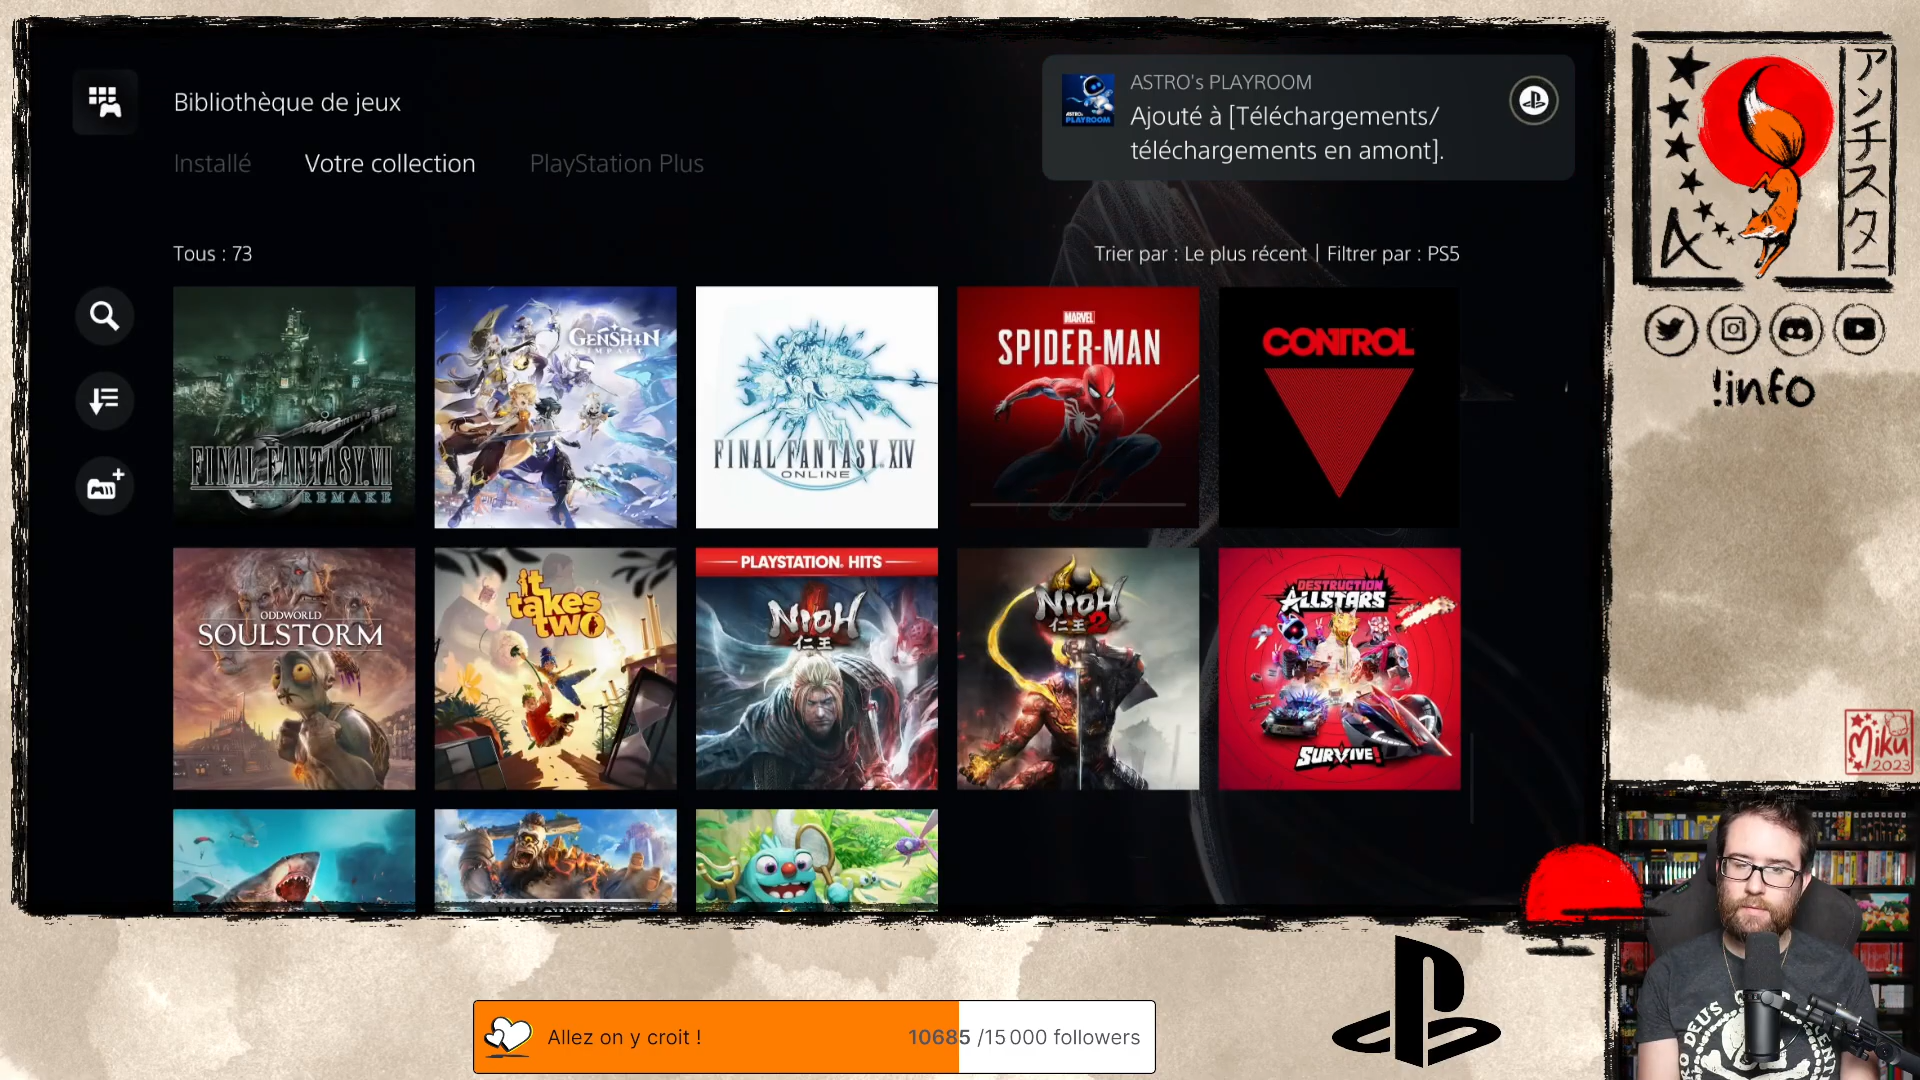 Bibliothèque de jeux
Installé
Votre collection
PlayStation Plus
ASTRO's PLAYROOM
Ajouté à [Téléchargements/
téléchargements en amont].
ASTRO's
PLAYROOM
Tous : 73
Trier par : Le plus récent | Filtrer par : PS5
FINAL FANTASY VII
REMAKE
GENSHIN
IMPACT
FINAL FANTASY XIV
ONLINE
MARVEL
SPIDER-MAN
CONTROL
ODDWORLD
SOULSTORM
it
takes
two
PLAYSTATION HITS
NIOH
仁王
NIOH 2
仁王
DESTRUCTION
ALLSTARS
SURVIVE!
アンチスター
!info
Miku
2023
Allez on y croit !
10685 /15 000 followers